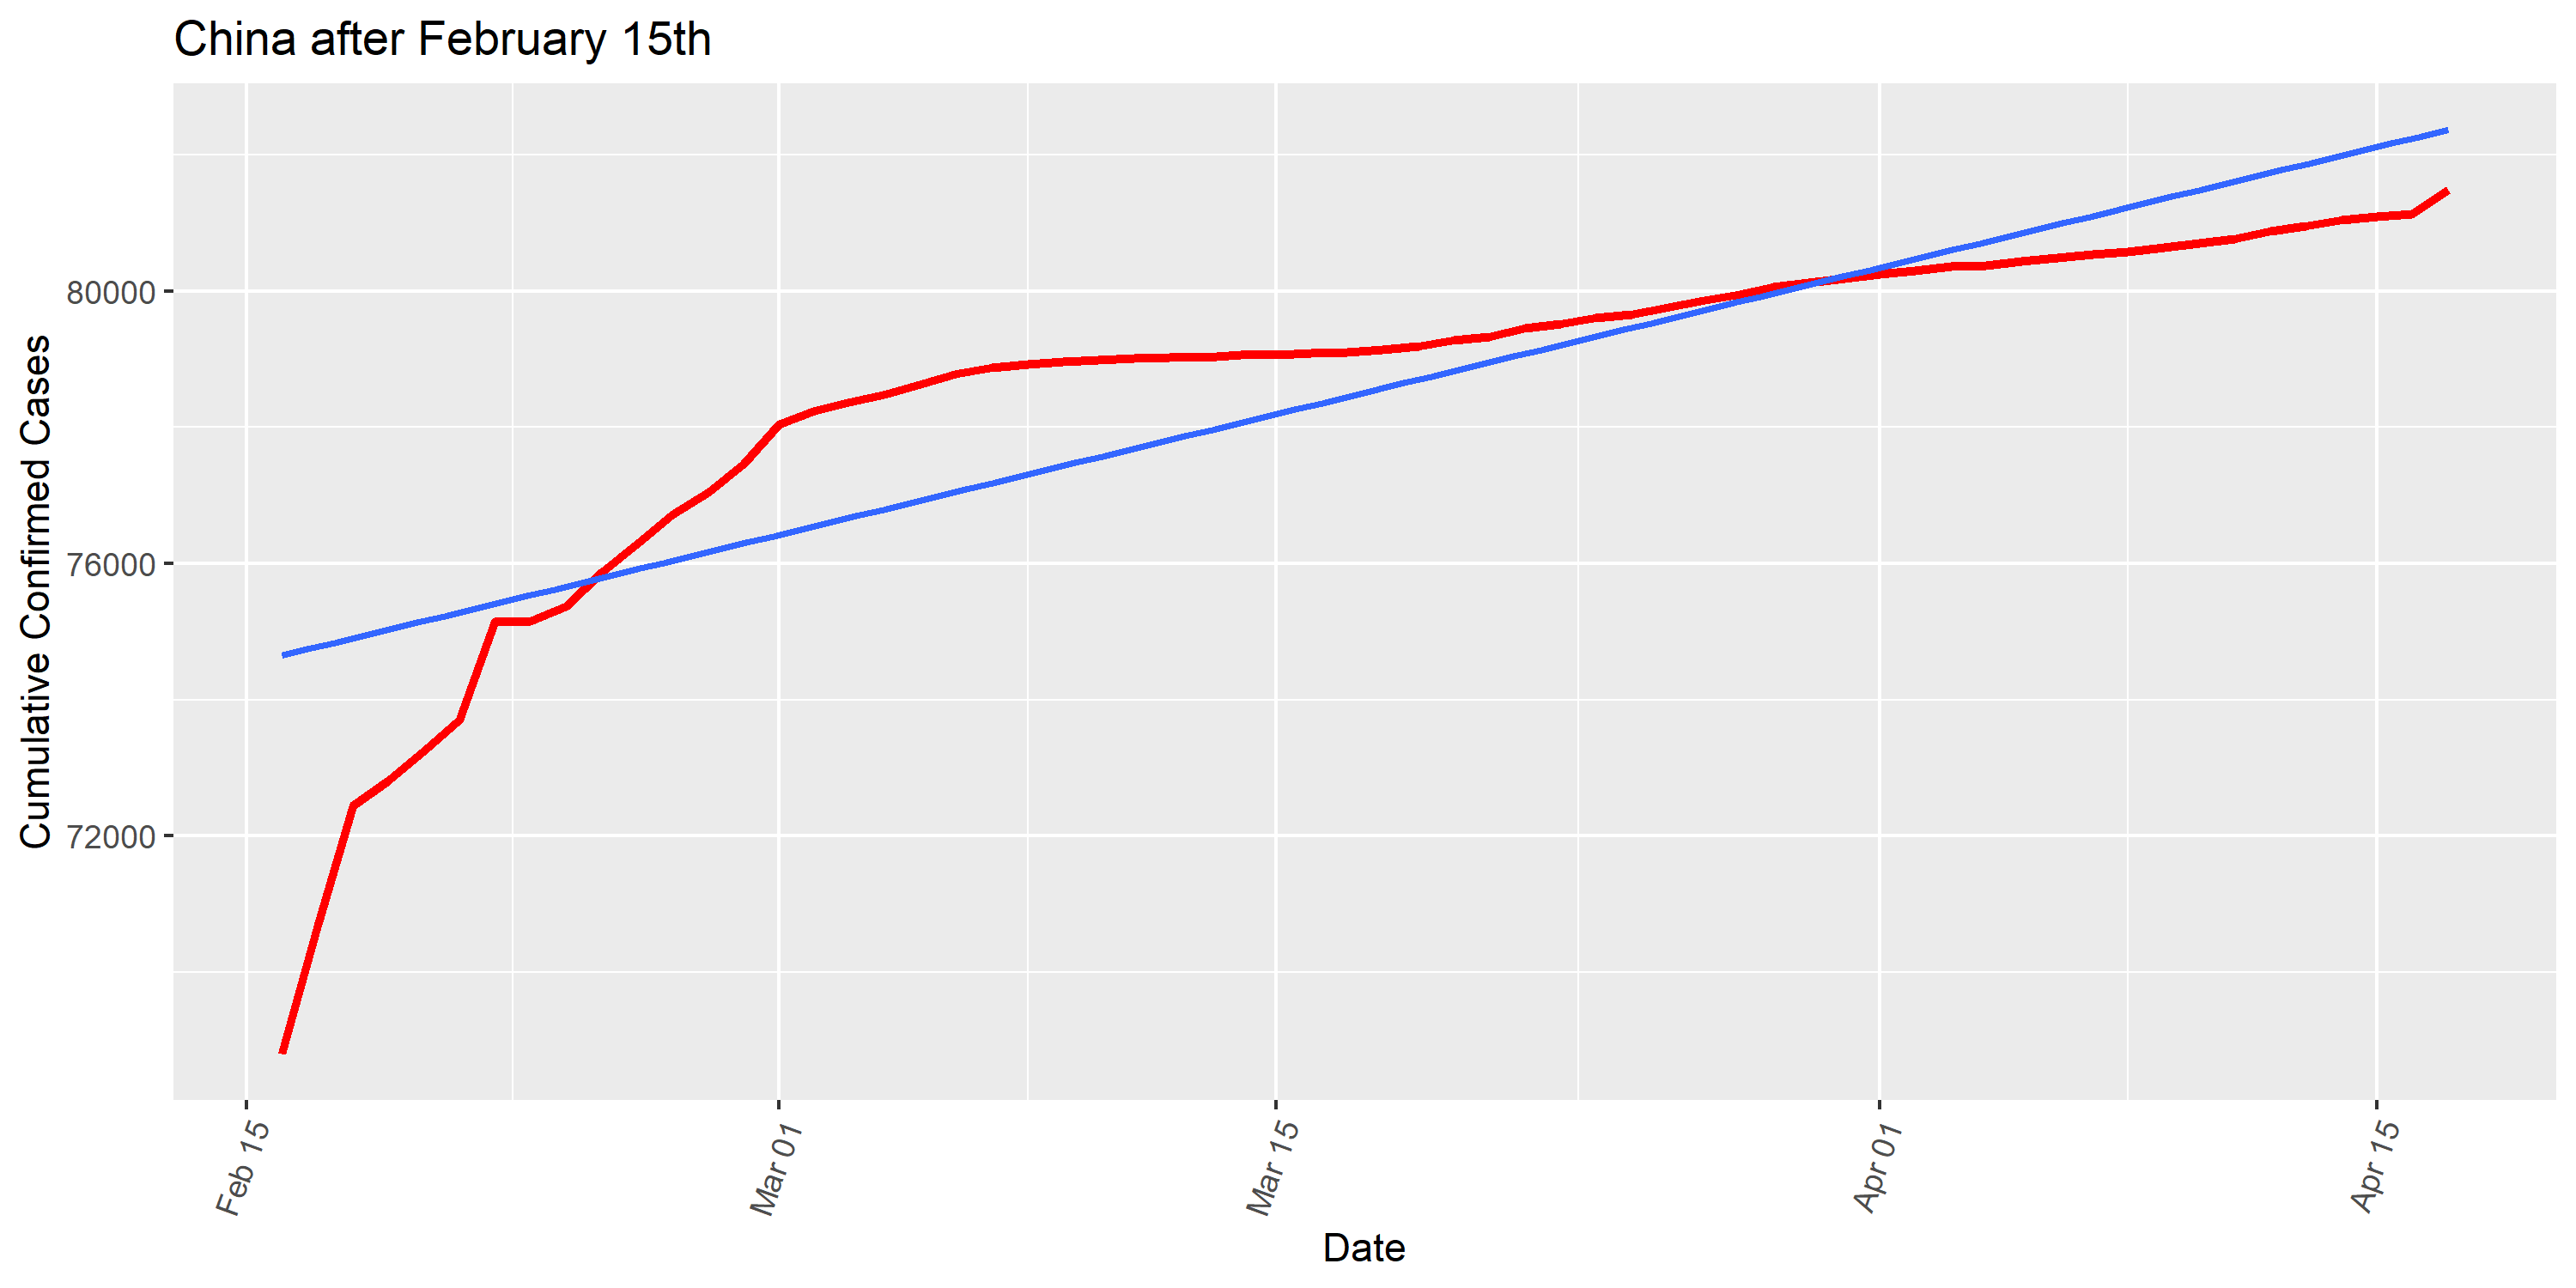 China after February 15th
Cumulative Confirmed Cases
80000
76000
72000
Feb 15
Mar 01
Mar 15
Apr 01
Apr 15
Date